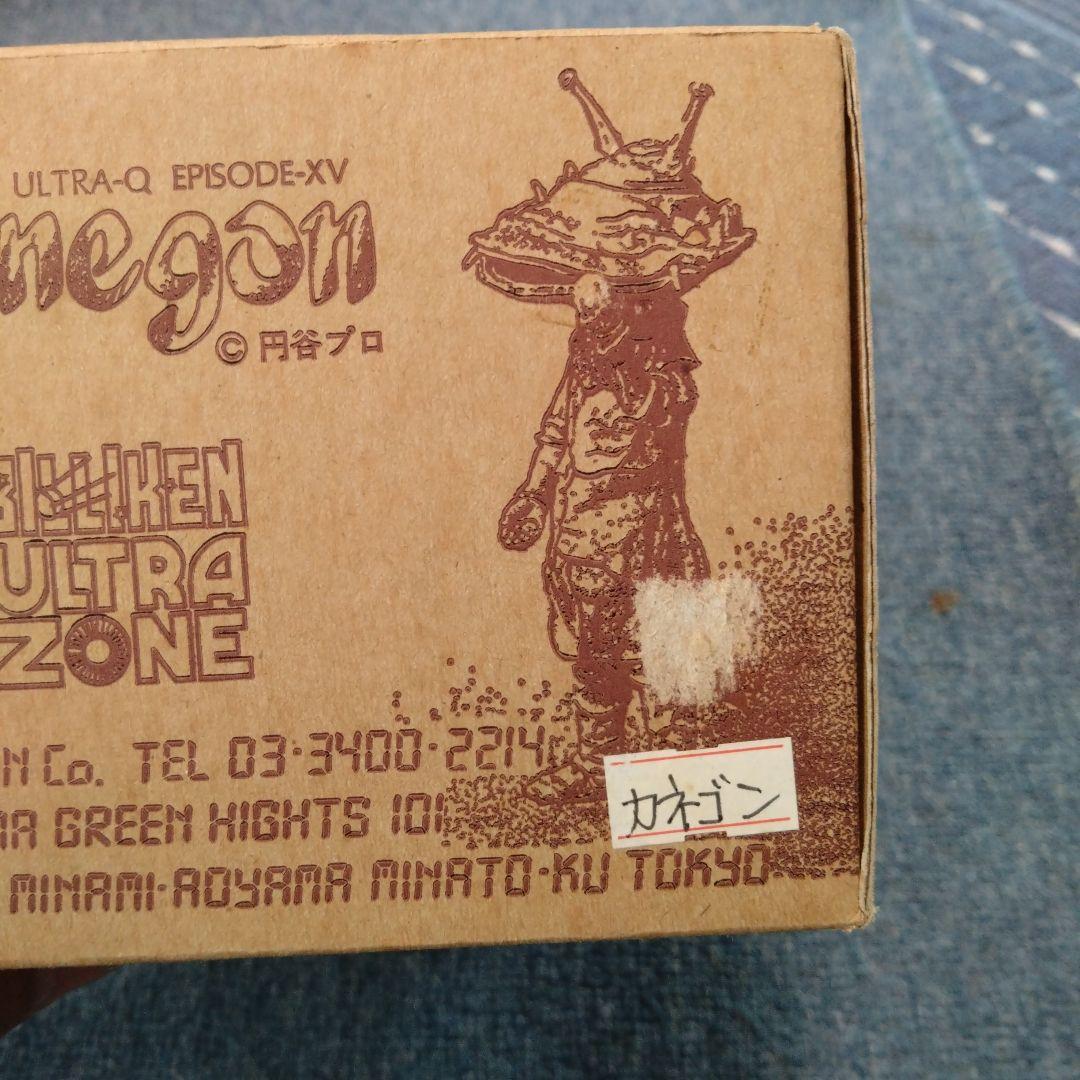 ULTRA-Q EPISODE-XV
negon
© 円谷プロ
BILLIKEN
ULTRA
ZONE
N Co. TEL 03-3400-2214
MA GREEN HIGHTS 101
MINAMI-AOYAMA MINATO-KU TOKYO
カネゴン